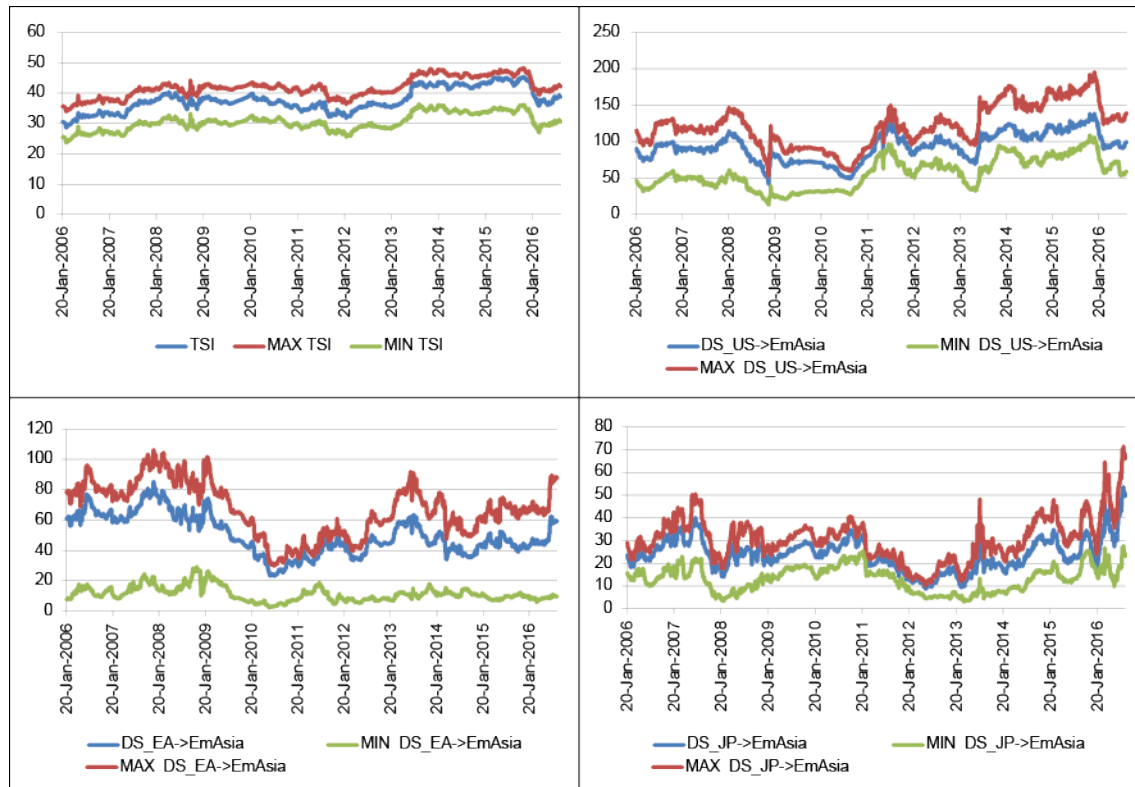 60
50
40
30
20
10
0
20-Jan-2006
20-Jan-2007
20-Jan-2008
20-Jan-2009
20-Jan-2010
20-Jan-2011
20-Jan-2012
20-Jan-2013
20-Jan-2014
20-Jan-2015
20-Jan-2016
TSI MAX TSI MIN TSI
250
200
150
100
50
0
20-Jan-2006
20-Jan-2007
20-Jan-2008
20-Jan-2009
20-Jan-2010
20-Jan-2011
20-Jan-2012
20-Jan-2013
20-Jan-2014
20-Jan-2015
20-Jan-2016
DS_US->EmAsia MIN DS_US->EmAsia
MAX DS_US->EmAsia
120
100
80
60
40
20
0
20-Jan-2006
20-Jan-2007
20-Jan-2008
20-Jan-2009
20-Jan-2010
20-Jan-2011
20-Jan-2012
20-Jan-2013
20-Jan-2014
20-Jan-2015
20-Jan-2016
DS_EA->EmAsia MIN DS_EA->EmAsia
MAX DS_EA->EmAsia
80
70
60
50
40
30
20
10
0
20-Jan-2006
20-Jan-2007
20-Jan-2008
20-Jan-2009
20-Jan-2010
20-Jan-2011
20-Jan-2012
20-Jan-2013
20-Jan-2014
20-Jan-2015
20-Jan-2016
DS_JP->EmAsia MIN DS_JP->EmAsia
MAX DS_JP->EmAsia